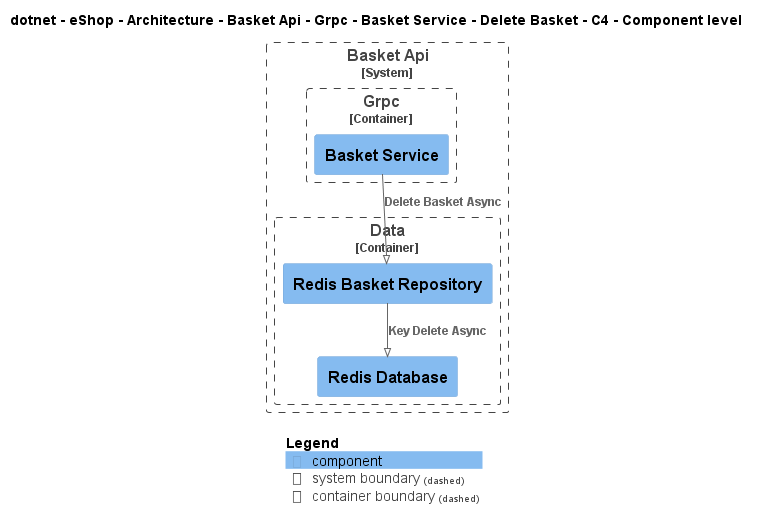 dotnet - eShop - Architecture - Basket Api - Grpc - Basket Service - Delete Basket - C4 - Component level
Basket Api
[System]
Grpc
[Container]
Basket Service
Delete Basket Async
Data
[Container]
Redis Basket Repository
Key Delete Async
Redis Database
Legend
component
system boundary (dashed)
container boundary (dashed)